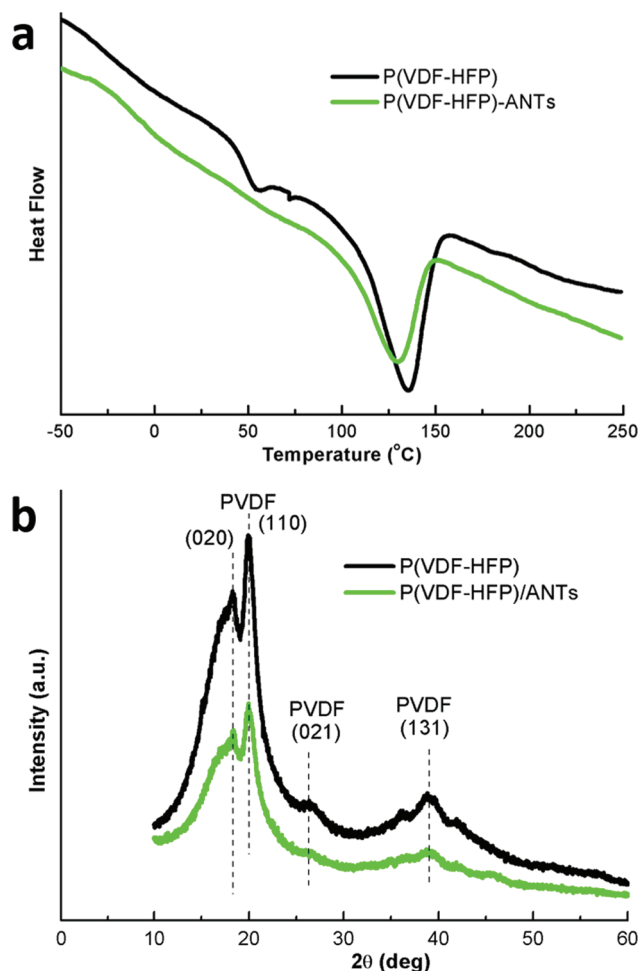 a
P(VDF-HFP)
P(VDF-HFP)-ANTs
Heat Flow
-50 0 50 100 150 200 250
Temperature (°C)
b
PVDF
(020) (110)
P(VDF-HFP)
P(VDF-HFP)/ANTs
PVDF
(021)
PVDF
(131)
Intensity (a.u.)
0 10 20 30 40 50 60
2θ (deg)